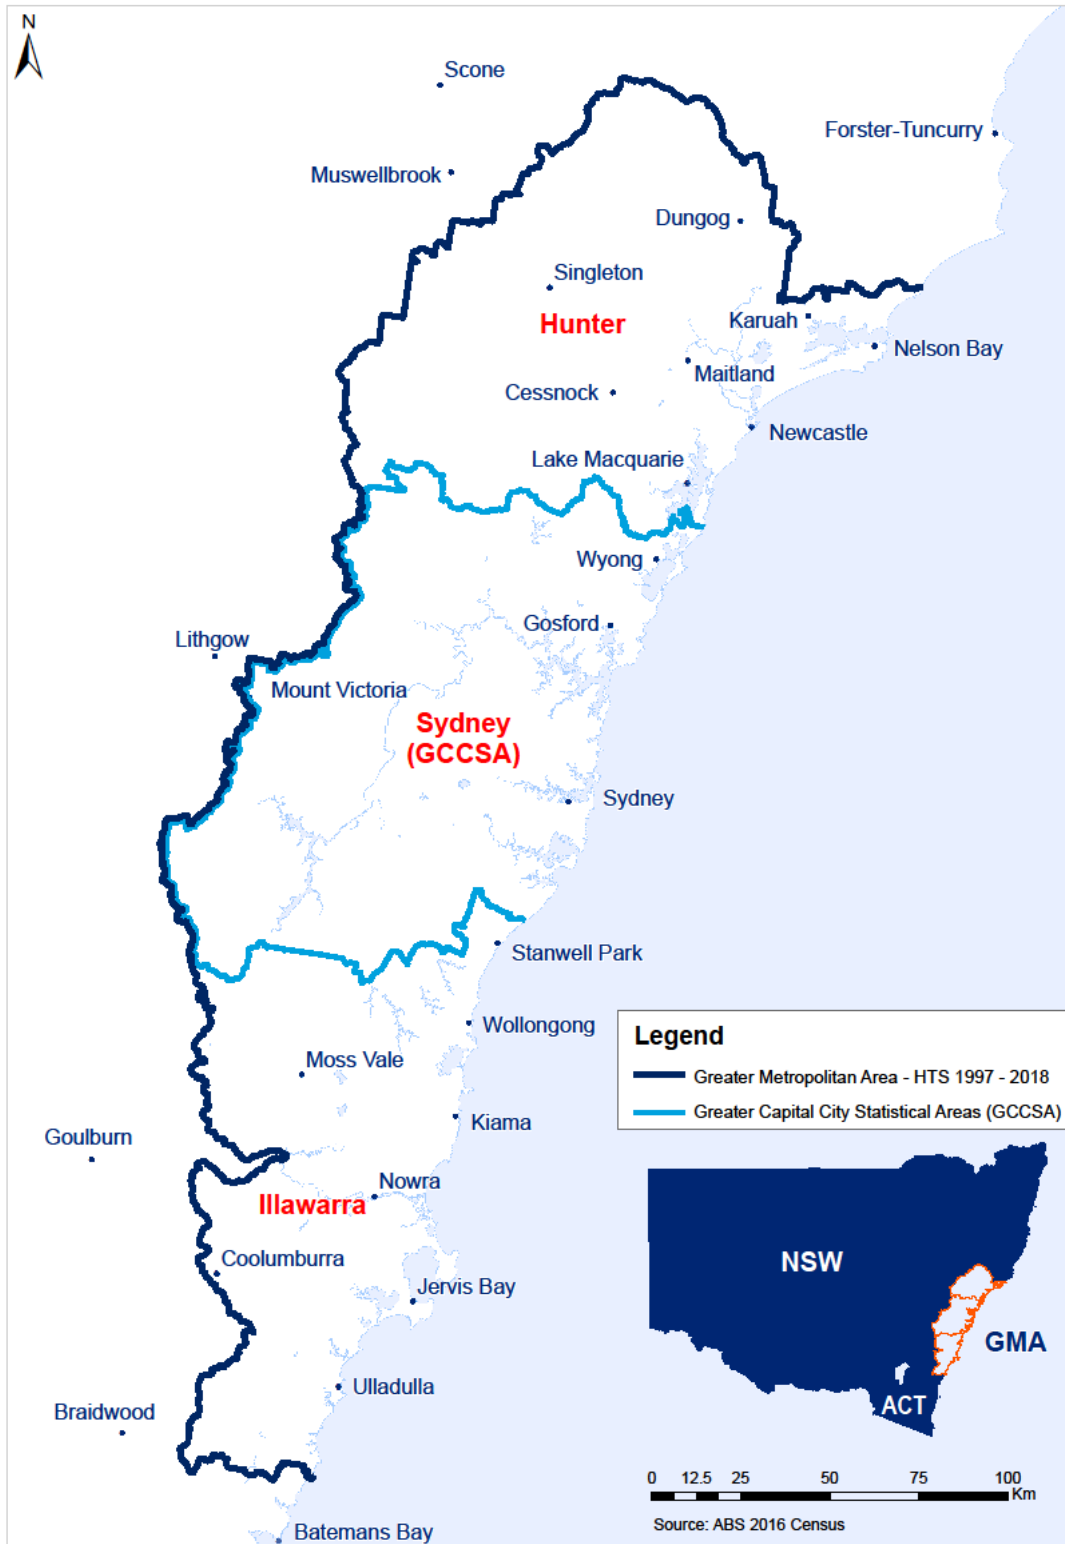 N
Scone
Forster-Tuncurry
Muswellbrook
Dungog
Singleton
Hunter
Karuah
Nelson Bay
Maitland
Cessnock
Newcastle
Lake Macquarie
Wyong
Gosford
Lithgow
Mount Victoria
Sydney
(GCCSA)
Sydney
Stanwell Park
Wollongong
Moss Vale
Kiama
Goulburn
Nowra
Illawarra
Coolumburra
Jervis Bay
Ulladulla
Braidwood
Batemans Bay
Legend
Greater Metropolitan Area - HTS 1997 - 2018
Greater Capital City Statistical Areas (GCCSA)
NSW
GMA
ACT
0 12.5 25 50 75 100
Km
Source: ABS 2016 Census